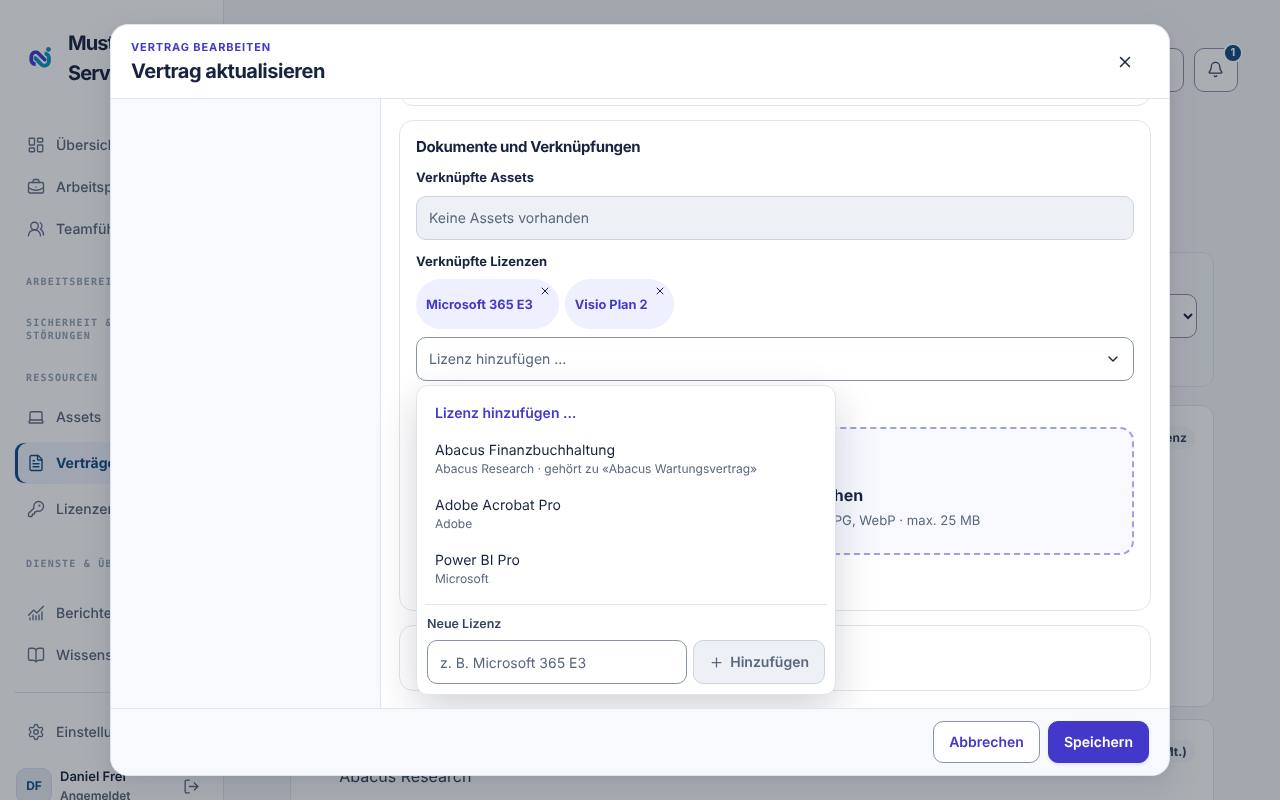 Must
Serv
VERTRAG BEARBEITEN
Vertrag aktualisieren
1
Übersic
Arbeitsp
Teamfüh
ARBEITSBEREI
SICHERHEIT &
STÖRUNGEN
RESSOURCEN
Assets
Verträge
Lizenzen
DIENSTE & ÜB
Berichte
Wissens
Einstellu
DF
Daniel Frei
Angemeldet
Dokumente und Verknüpfungen
Verknüpfte Assets
Keine Assets vorhanden
Verknüpfte Lizenzen
Microsoft 365 E3
Visio Plan 2
Lizenz hinzufügen ...
Lizenz hinzufügen ...
Abacus Finanzbuchhaltung
Abacus Research · gehört zu «Abacus Wartungsvertrag»
Adobe Acrobat Pro
Adobe
Power BI Pro
Microsoft
Neue Lizenz
z. B. Microsoft 365 E3
+ Hinzufügen
hen
PG, WebP · max. 25 MB
enz
Mt.)
Abbrechen
Speichern
Abacus Research